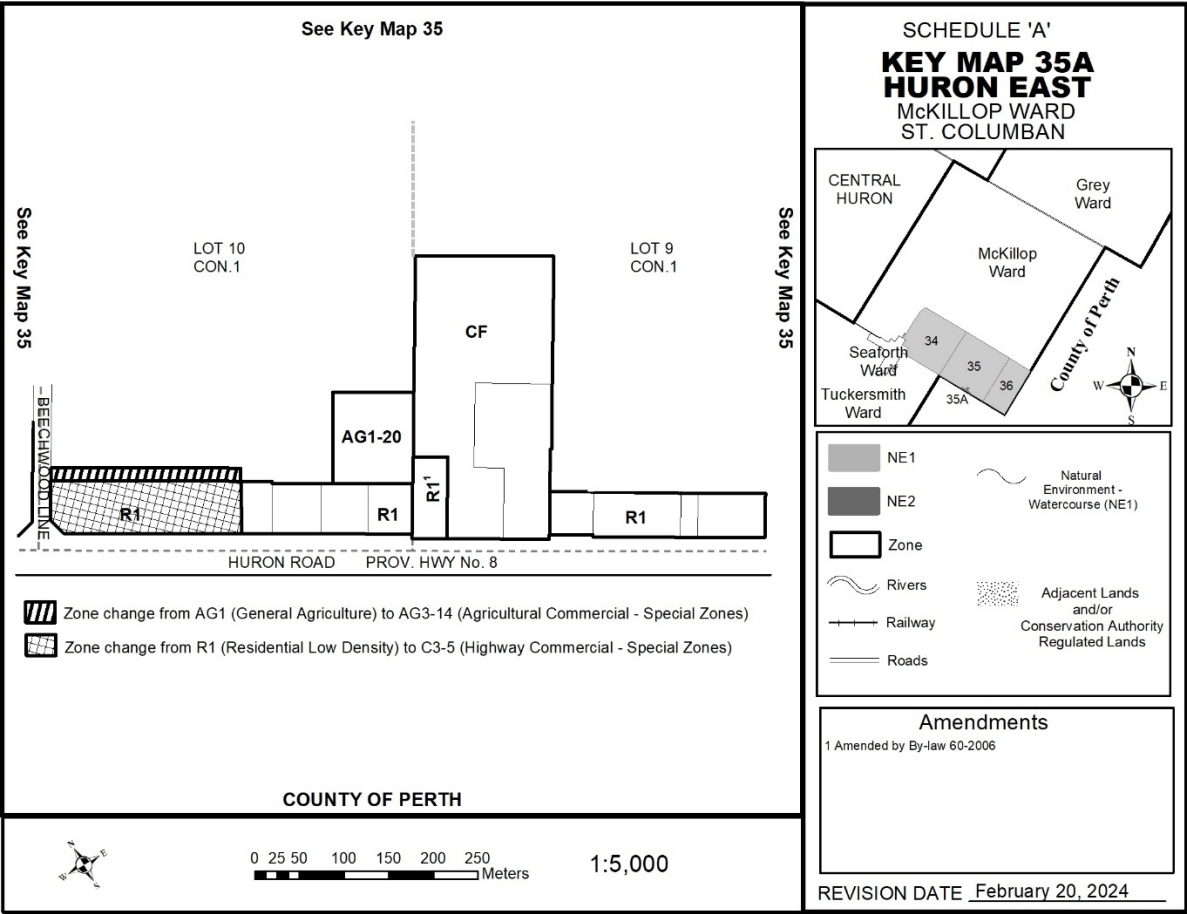 See Key Map 35
See Key Map 35
See Key Map 35
LOT 10
CON.1
LOT 9
CON.1
CF
AG1-20
R1¹
BEECHWOOD LINE
R1
R1
R1
HURON ROAD PROV. HWY No. 8
Zone change from AG1 (General Agriculture) to AG3-14 (Agricultural Commercial - Special Zones)
Zone change from R1 (Residential Low Density) to C3-5 (Highway Commercial - Special Zones)
COUNTY OF PERTH
N
E
W
S
0 25 50 100 150 200 250
Meters
1:5,000
SCHEDULE 'A'
KEY MAP 35A
HURON EAST
McKILLOP WARD
ST. COLUMBAN
CENTRAL
HURON
Grey
Ward
McKillop
Ward
County of Perth
34
35
36
35A
Seaforth
Ward
Tuckersmith
Ward
N
W
E
S
NE1
NE2
Zone
Rivers
Railway
Roads
Natural
Environment -
Watercourse (NE1)
Adjacent Lands
and/or
Conservation Authority
Regulated Lands
Amendments
1 Amended by By-law 60-2006
REVISION DATE February 20, 2024